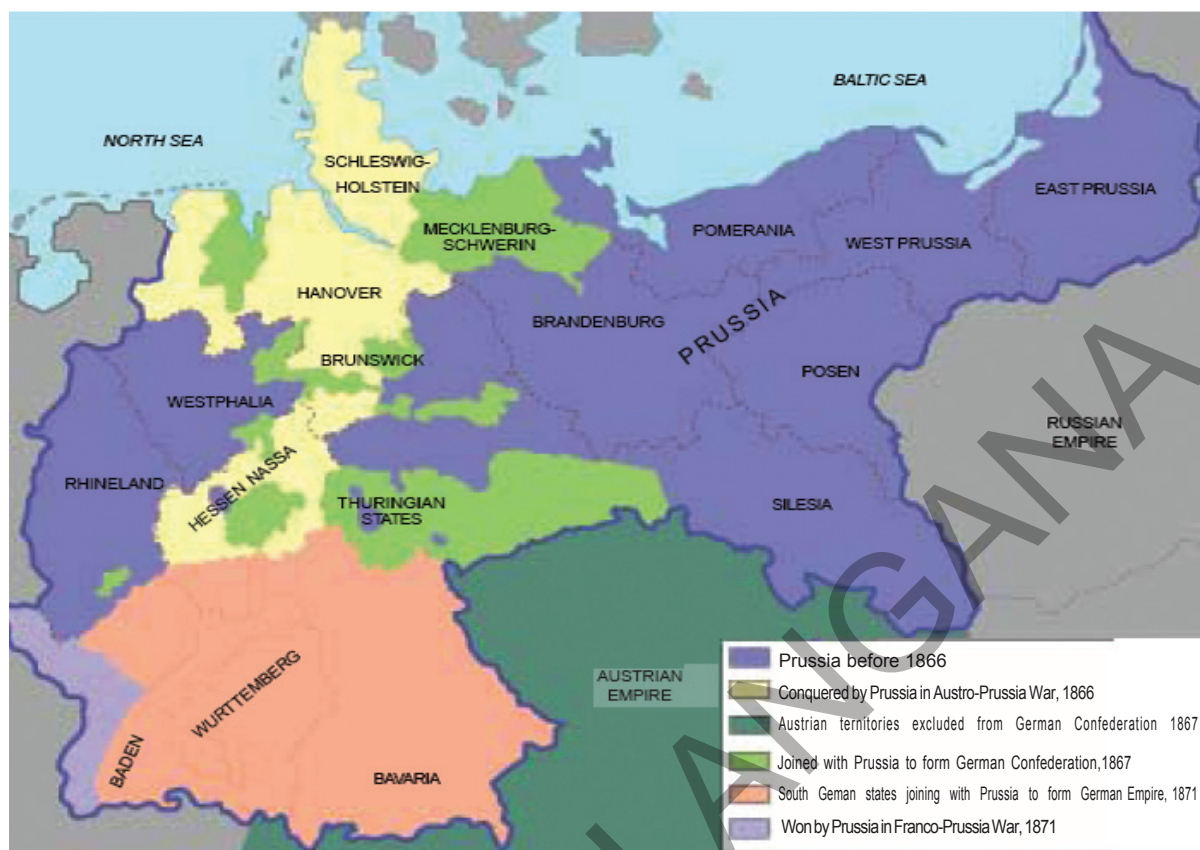 BALTIC SEA
NORTH SEA
SCHLESWIG-
HOLSTEIN
EAST PRUSSIA
MECKLENBURG-
SCHWERIN
POMERANIA
WEST PRUSSIA
HANOVER
BRANDENBURG
PRUSSIA
BRUNSWICK
POSEN
WESTPHALIA
RUSSIAN
EMPIRE
RHINELAND
HESSEN NASSA
THURINGIAN
STATES
SILESIA
AUSTRIAN
EMPIRE
WURTTEMBERG
BADEN
BAVARIA
Prussia before 1866
Conquered by Prussia in Austro-Prussia War, 1866
Austrian territories excluded from German Confederation 1867
Joined with Prussia to form German Confederation,1867
South Geman states joining with Prussia to form German Empire, 1871
Won by Prussia in Franco-Prussia War, 1871
LANGANA